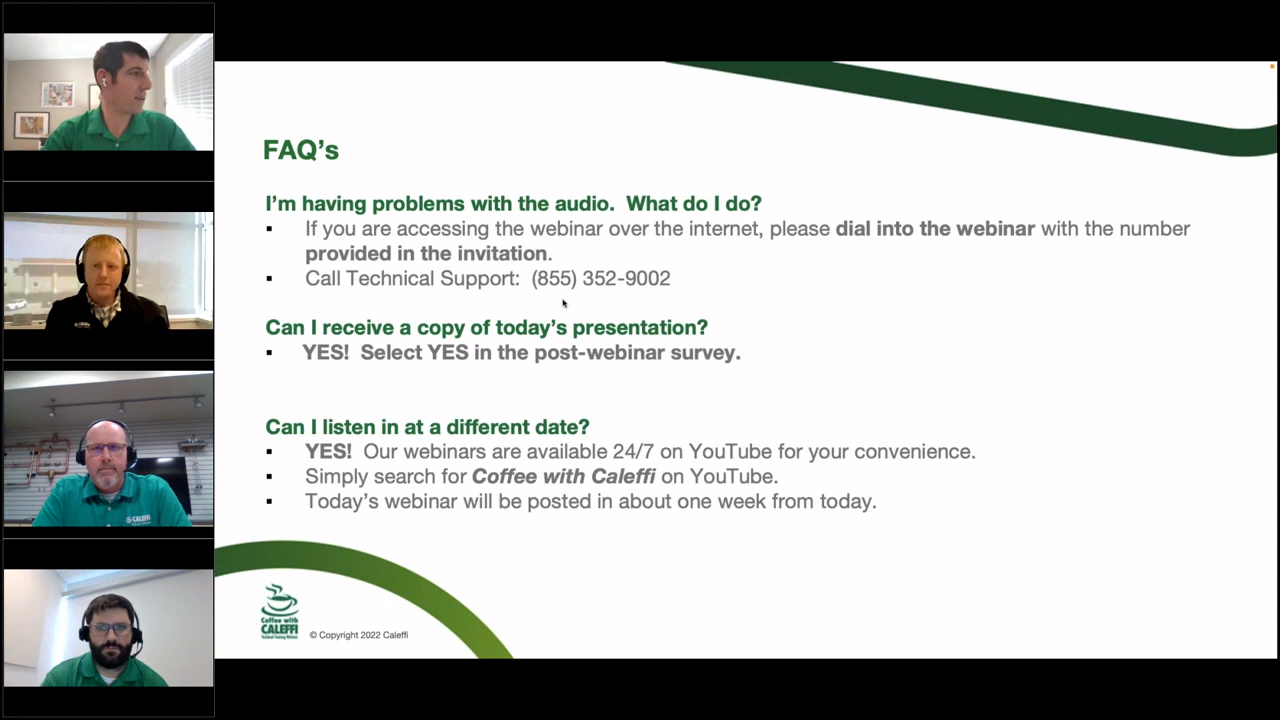 FAQ’s
I’m having problems with the audio.  What do I do?
▪ If you are accessing the webinar over the internet, please dial into the webinar with the number
provided in the invitation.
▪ Call Technical Support:  (855) 352-9002
Can I receive a copy of today’s presentation?
▪ YES!  Select YES in the post-webinar survey.
Can I listen in at a different date?
▪ YES!  Our webinars are available 24/7 on YouTube for your convenience.
▪ Simply search for Coffee with Caleffi on YouTube.
▪ Today’s webinar will be posted in about one week from today.
Coffee with
CALEFFI
© Copyright 2022 Caleffi
CALEFFI